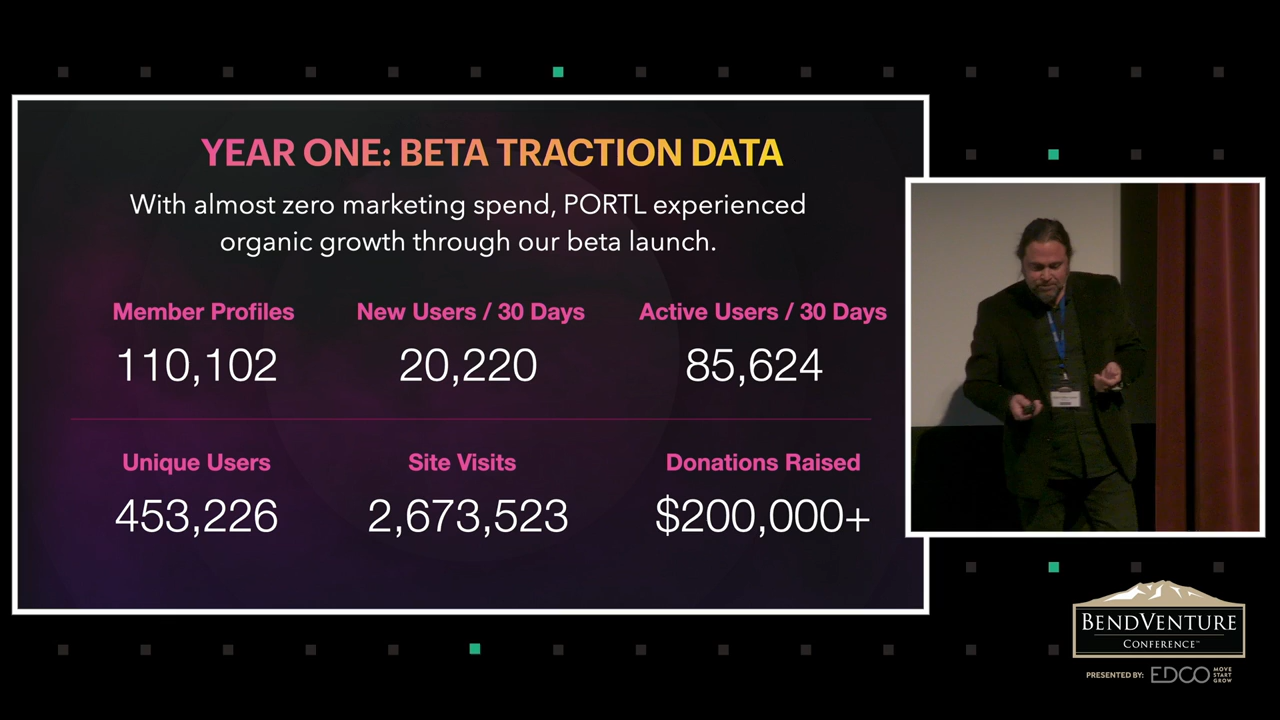 YEAR ONE: BETA TRACTION DATA
With almost zero marketing spend, PORTL experienced
organic growth through our beta launch.
Member Profiles
110,102
New Users / 30 Days
20,220
Active Users / 30 Days
85,624
Unique Users
453,226
Site Visits
2,673,523
Donations Raised
$200,000+
BENDVENTURE
CONFERENCE™
PRESENTED BY: EDCO MOVE
START
GROW